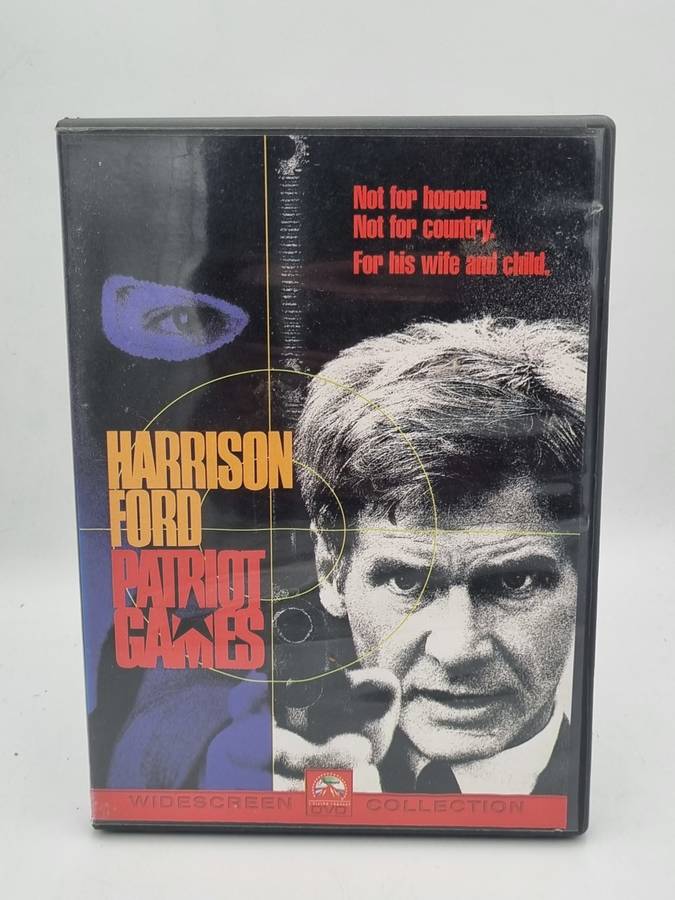 Not for honour.
Not for country.
For his wife and child.
HARRISON
FORD
PATRIOT
GAMES
WIDESCREEN DVD COLLECTION